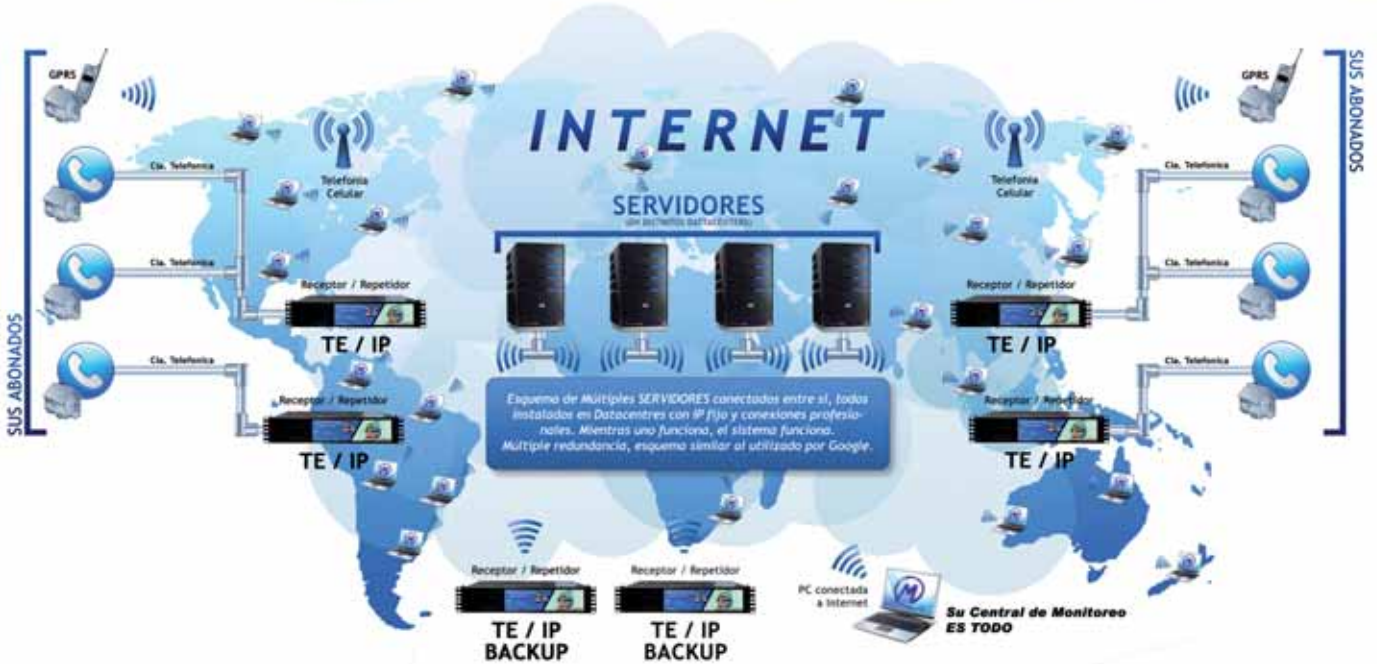 INTERNET
SERVIDORES
(EN DISTINTOS DATTACENTERS)
SUS ABONADOS
GPRS
Cia. Telefonica
Cia. Telefonica
Cia. Telefonica
Telefonia
Celular
Receptor / Repetidor
TE / IP
Receptor / Repetidor
TE / IP
Esquema de Múltiples SERVIDORES conectados entre si, todos
instalados en Datacentres con IP fijo y conexiones profesio-
nales. Mientras uno funciona, el sistema funciona.
Múltiple redundancia, esquema similar al utilizado por Google.
Telefonia
Celular
Receptor / Repetidor
TE / IP
Receptor / Repetidor
TE / IP
GPRS
Cia. Telefonica
Cia. Telefonica
Cia. Telefonica
SUS ABONADOS
Receptor / Repetidor
TE / IP
BACKUP
Receptor / Repetidor
TE / IP
BACKUP
PC conectada
a Internet
M
Su Central de Monitoreo
ES TODO